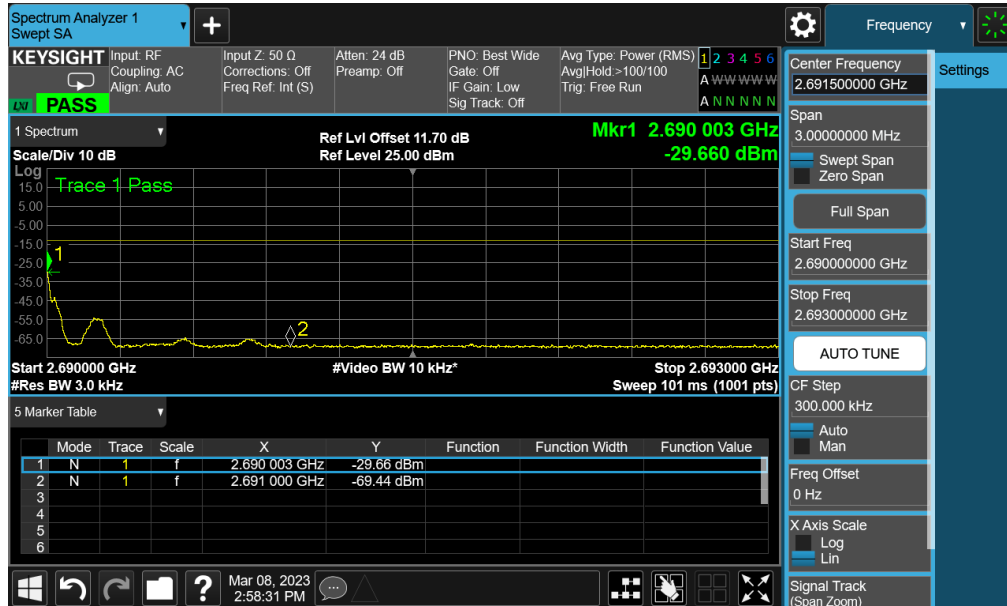 Spectrum Analyzer 1
Swept SA
+
Frequency
KEYSIGHT
LXI
PASS
Input: RF
Coupling: AC
Align: Auto
Input Z: 50 Ω
Corrections: Off
Freq Ref: Int (S)
Atten: 24 dB
Preamp: Off
PNO: Best Wide
Gate: Off
IF Gain: Low
Sig Track: Off
Avg Type: Power (RMS)
Avg|Hold:>100/100
Trig: Free Run
1 2 3 4 5 6
A W W W W W
A N N N N N
1 Spectrum
Scale/Div 10 dB
Ref Lvl Offset 11.70 dB
Ref Level 25.00 dBm
Mkr1 2.690 003 GHz
-29.660 dBm
Log
Trace 1 Pass
15.0
5.00
-5.00
-15.0
-25.0
-35.0
-45.0
-55.0
-65.0
1
2
Start 2.690000 GHz
#Res BW 3.0 kHz
#Video BW 10 kHz*
Stop 2.693000 GHz
Sweep 101 ms (1001 pts)
5 Marker Table
Mode Trace Scale X Y Function Function Width Function Value
1 N 1 f 2.690 003 GHz -29.66 dBm
2 N 1 f 2.691 000 GHz -69.44 dBm
3
4
5
6
?
Mar 08, 2023
2:58:31 PM
Center Frequency
2.691500000 GHz
Span
3.00000000 MHz
Swept Span
Zero Span
Full Span
Start Freq
2.690000000 GHz
Stop Freq
2.693000000 GHz
AUTO TUNE
CF Step
300.000 kHz
Auto
Man
Freq Offset
0 Hz
X Axis Scale
Log
Lin
Signal Track
(Span Zoom)
Settings